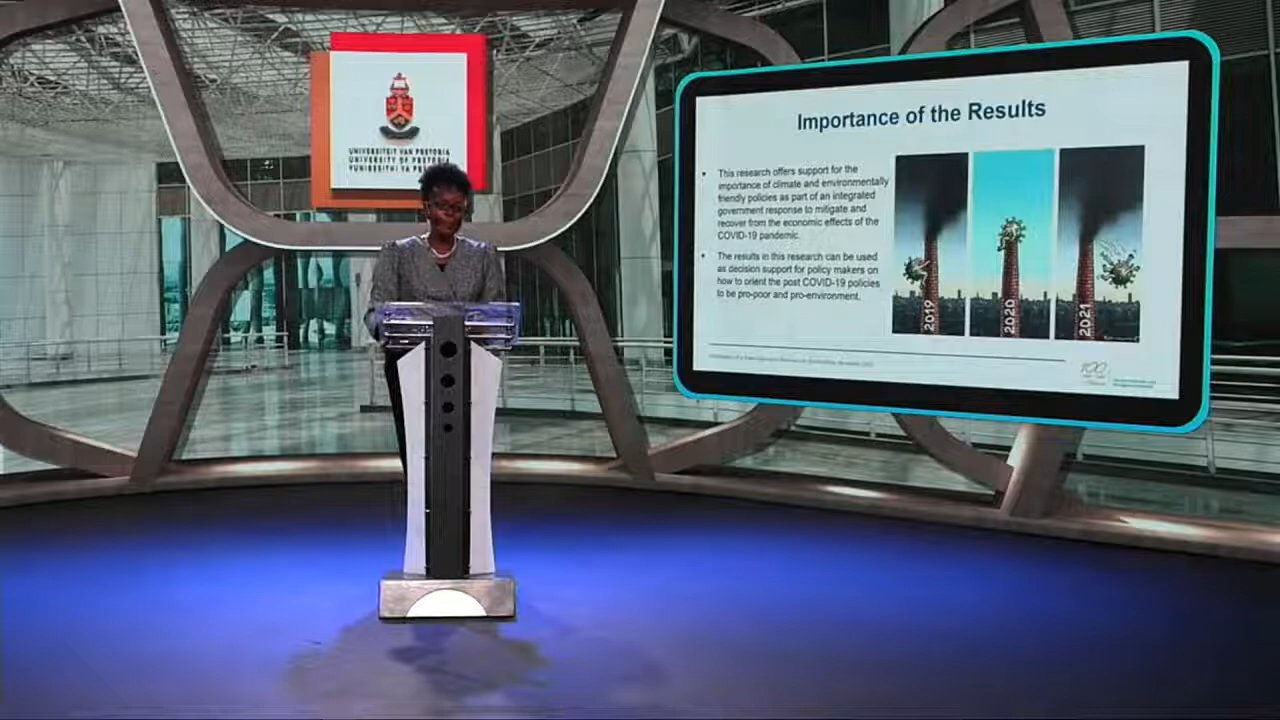 UNIVERSITEIT VAN PRETORIA
UNIVERSITY OF PRETORIA
YUNIBESITHI YA
Importance of the Results
• This research offers support for the
importance of climate and environmentally
friendly policies as part of an integrated
government response to mitigate and
recover from the economic effects of the
COVID-19 pandemic.
• The results in this research can be used
as decision support for policy makers on
how to orient the post COVID-19 policies
to be pro-poor and pro-environment.
2019
2020
2021
100